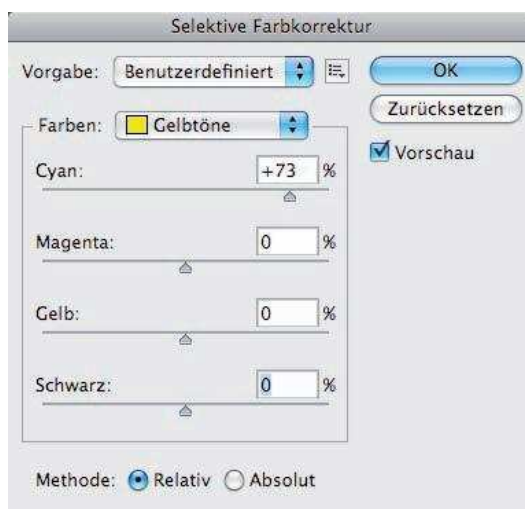 Selektive Farbkorrektur
Vorgabe: Benutzerdefiniert
OK
Zurücksetzen
Vorschau
Farben: Gelbtöne
Cyan: +73 %
Magenta: 0 %
Gelb: 0 %
Schwarz: 0 %
Methode: Relativ Absolut